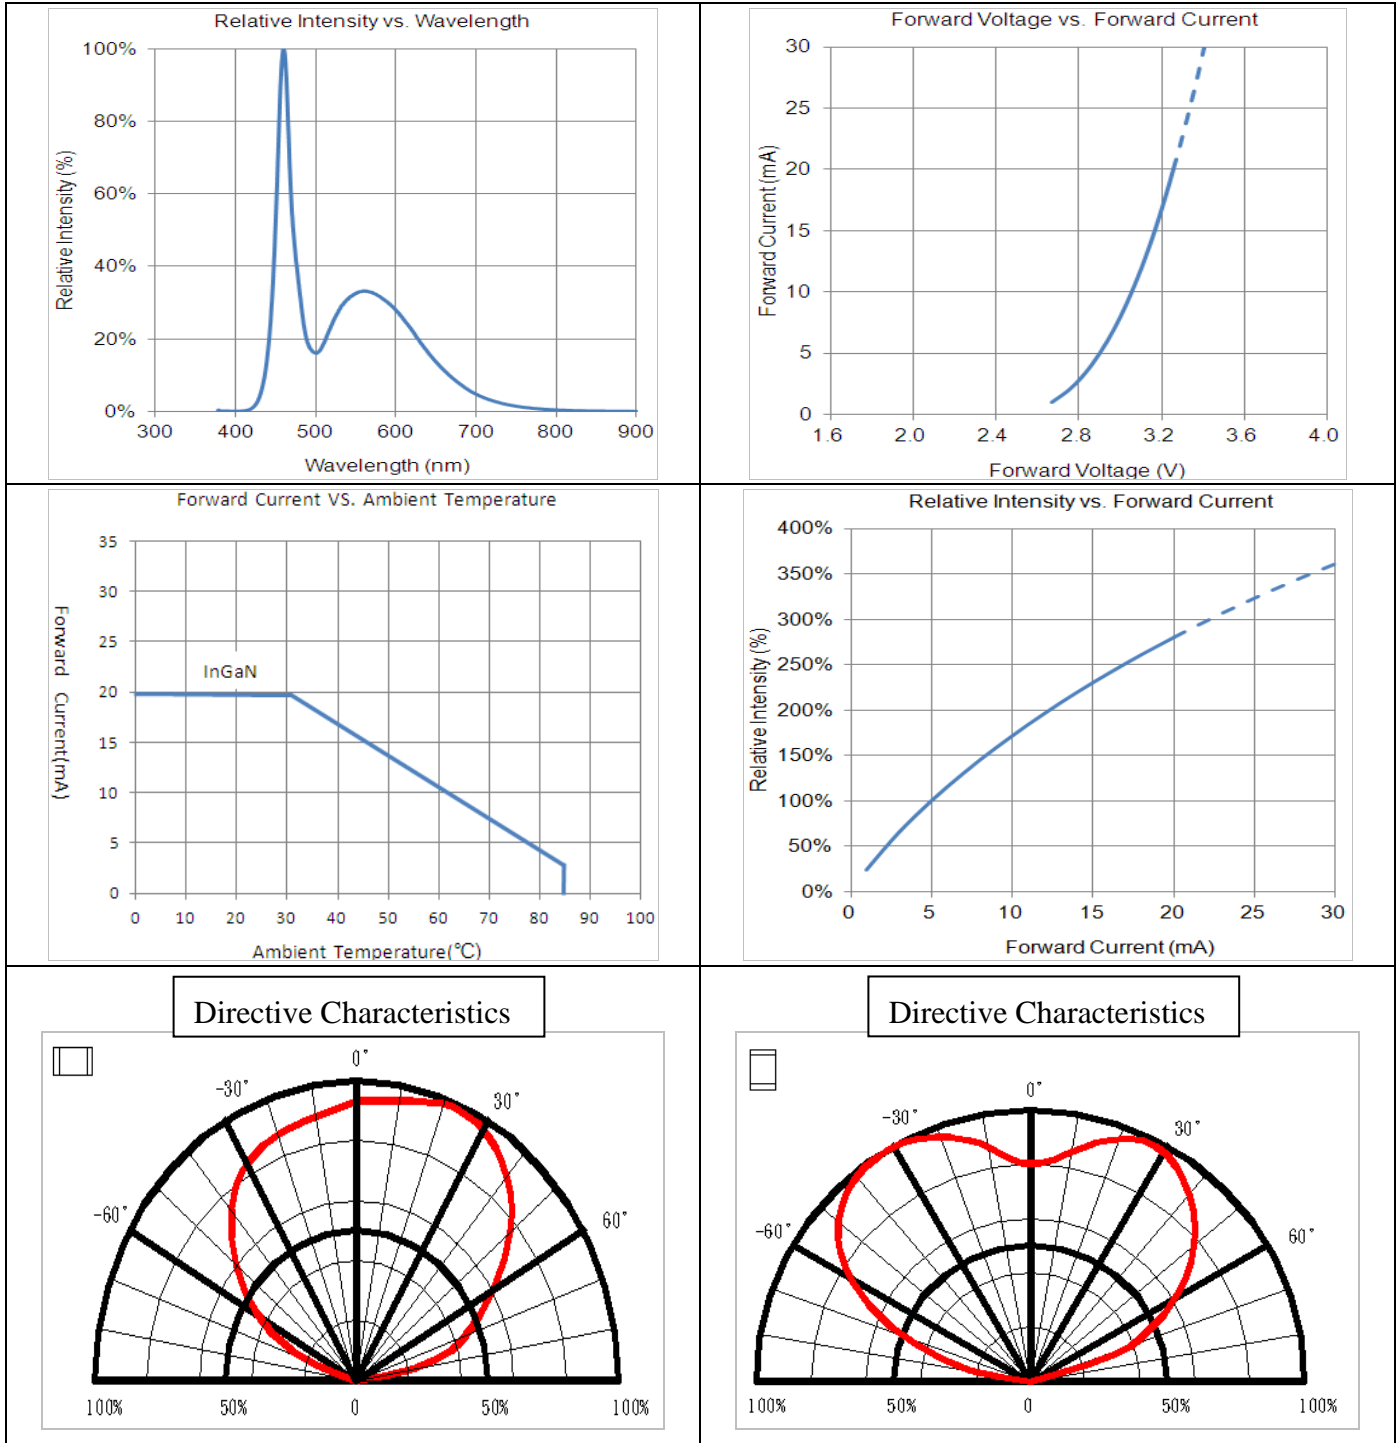 Relative Intensity vs. Wavelength
100%
80%
60%
40%
20%
0%
Relative Intensity (%)
300 400 500 600 700 800 900
Wavelength (nm)
Forward Voltage vs. Forward Current
30
25
20
15
10
5
0
Forward Current (mA)
1.6 2.0 2.4 2.8 3.2 3.6 4.0
Forward Voltage (V)
Forward Current VS. Ambient Temperature
35
30
25
20
15
10
5
0
Forward Current(mA)
InGaN
0 10 20 30 40 50 60 70 80 90 100
Ambient Temperature(℃)
Relative Intensity vs. Forward Current
400%
350%
300%
250%
200%
150%
100%
50%
0%
Relative Intensity (%)
0 5 10 15 20 25 30
Forward Current (mA)
Directive Characteristics
0°
-30° 30°
-60° 60°
100% 50% 0 50% 100%
Directive Characteristics
0°
-30° 30°
-60° 60°
100% 50% 0 50% 100%